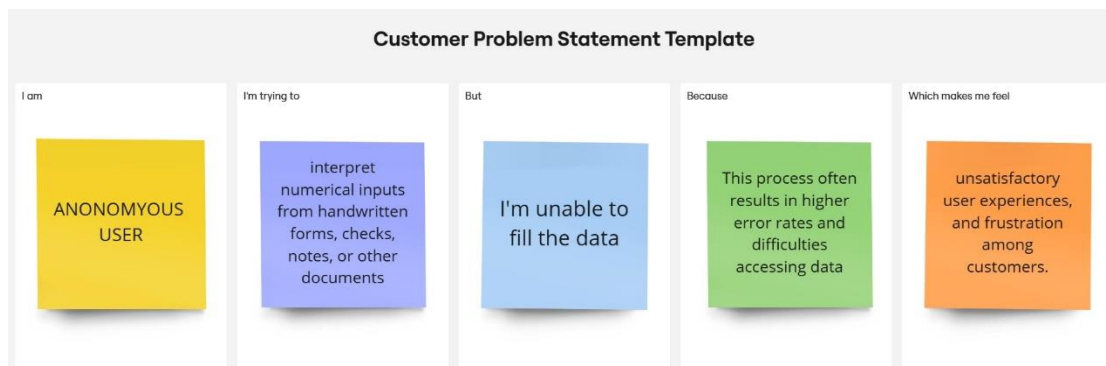 Customer Problem Statement Template
I am
ANONOMYOUS
USER
I'm trying to
interpret
numerical inputs
from handwritten
forms, checks,
notes, or other
documents
But
I'm unable to
fill the data
Because
This process often
results in higher
error rates and
difficulties
accessing data
Which makes me feel
unsatisfactory
user experiences,
and frustration
among
customers.